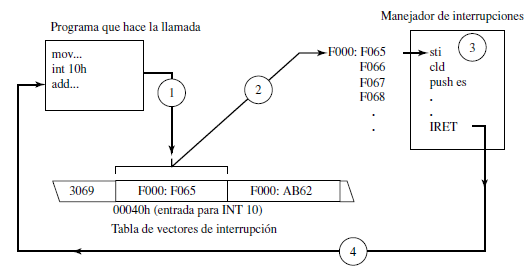 Manejador de interrupciones
Programa que hace la llamada
mov...
int 10h
add...
1
2
F000: F065
F066
F067
F068
.
.
sti
cld
push es
.
.
IRET
3
3069
F000: F065
F000: AB62
00040h (entrada para INT 10)
Tabla de vectores de interrupción
4